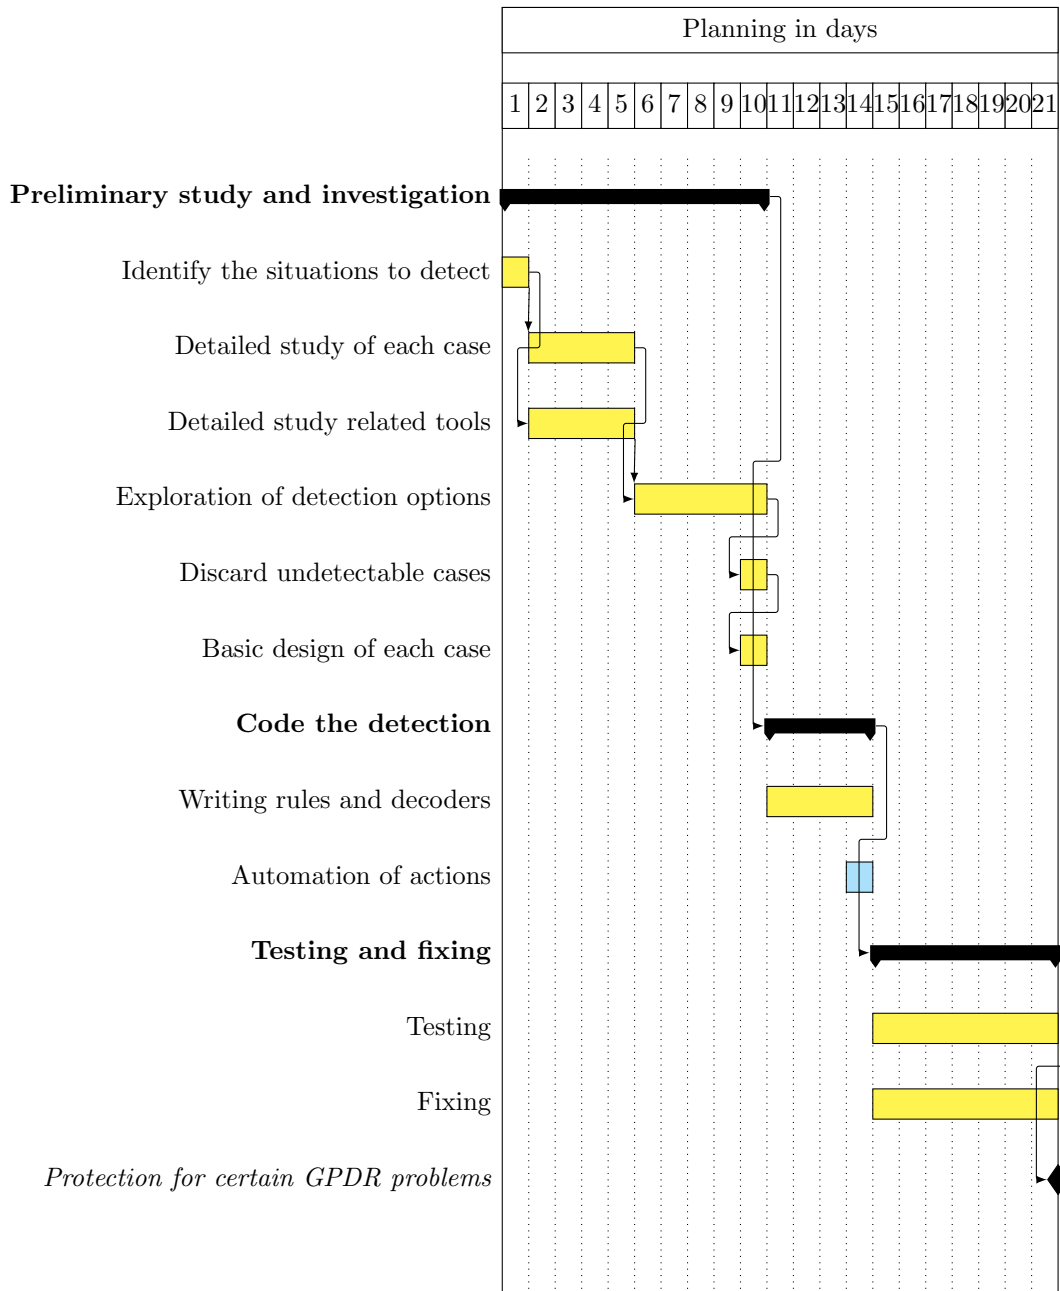 Planning in days
1 2 3 4 5 6 7 8 9 10 11 12 13 14 15 16 17 18 19 20 21
Preliminary study and investigation
Identify the situations to detect
Detailed study of each case
Detailed study related tools
Exploration of detection options
Discard undetectable cases
Basic design of each case
Code the detection
Writing rules and decoders
Automation of actions
Testing and fixing
Testing
Fixing
Protection for certain GPDR problems